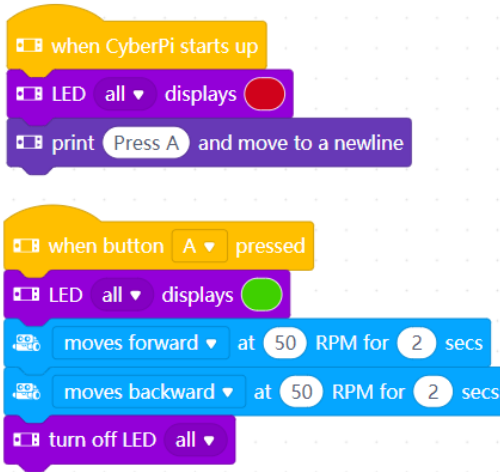 when CyberPi starts up
LED all displays
print Press A and move to a newline
when button A pressed
LED all displays
moves forward at 50 RPM for 2 secs
moves backward at 50 RPM for 2 secs
turn off LED all